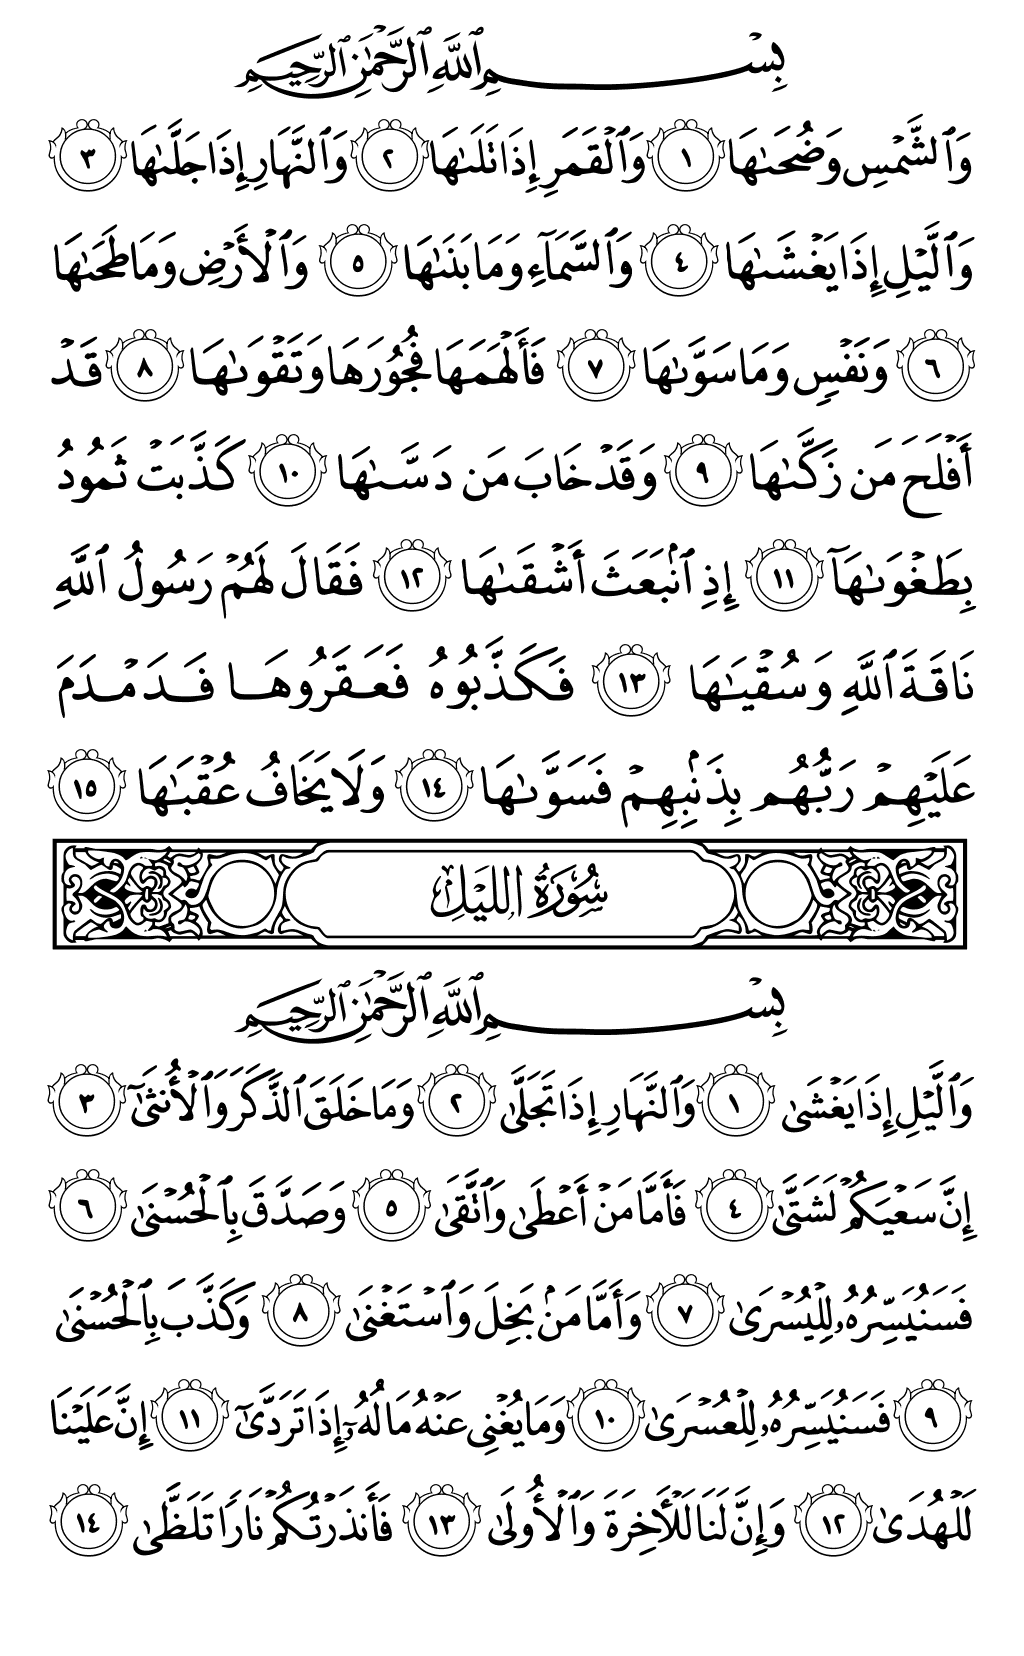 بِسْمِ ٱللَّهِ ٱلرَّحْمَٰنِ ٱلرَّحِيمِ
وَٱلشَّمْسِ وَضُحَىٰهَا ١ وَٱلْقَمَرِ إِذَا تَلَىٰهَا ٢ وَٱلنَّهَارِ إِذَا جَلَّىٰهَا ٣
وَٱلَّيْلِ إِذَا يَغْشَىٰهَا ٤ وَٱلسَّمَآءِ وَمَا بَنَىٰهَا ٥ وَٱلْأَرْضِ وَمَا طَحَىٰهَا
٦ وَنَفْسٍ وَمَا سَوَّىٰهَا ٧ فَأَلْهَمَهَا فُجُورَهَا وَتَقْوَىٰهَا ٨ قَدْ
أَفْلَحَ مَن زَكَّىٰهَا ٩ وَقَدْ خَابَ مَن دَسَّىٰهَا ١٠ كَذَّبَتْ ثَمُودُ
بِطَغْوَىٰهَآ ١١ إِذِ ٱنۢبَعَثَ أَشْقَىٰهَا ١٢ فَقَالَ لَهُمْ رَسُولُ ٱللَّهِ
نَاقَةَ ٱللَّهِ وَسُقْيَٰهَا ١٣ فَكَذَّبُوهُ فَعَقَرُوهَا فَدَمْدَمَ
عَلَيْهِمْ رَبُّهُم بِذَنۢبِهِمْ فَسَوَّىٰهَا ١٤ وَلَا يَخَافُ عُقْبَٰهَا ١٥
سُورَةُ اللَّيْلِ
بِسْمِ ٱللَّهِ ٱلرَّحْمَٰنِ ٱلرَّحِيمِ
وَٱلَّيْلِ إِذَا يَغْشَىٰ ١ وَٱلنَّهَارِ إِذَا تَجَلَّىٰ ٢ وَمَا خَلَقَ ٱلذَّكَرَ وَٱلْأُنثَىٰٓ ٣
إِنَّ سَعْيَكُمْ لَشَتَّىٰ ٤ فَأَمَّا مَنْ أَعْطَىٰ وَٱتَّقَىٰ ٥ وَصَدَّقَ بِٱلْحُسْنَىٰ ٦
فَسَنُيَسِّرُهُۥ لِلْيُسْرَىٰ ٧ وَأَمَّا مَنۢ بَخِلَ وَٱسْتَغْنَىٰ ٨ وَكَذَّبَ بِٱلْحُسْنَىٰ
٩ فَسَنُيَسِّرُهُۥ لِلْعُسْرَىٰ ١٠ وَمَا يُغْنِى عَنْهُ مَالُهُۥٓ إِذَا تَرَدَّىٰٓ ١١ إِنَّ عَلَيْنَا
لَلْهُدَىٰ ١٢ وَإِنَّ لَنَا لَلْءَاخِرَةَ وَٱلْأُولَىٰ ١٣ فَأَنذَرْتُكُمْ نَارًا تَلَظَّىٰ ١٤